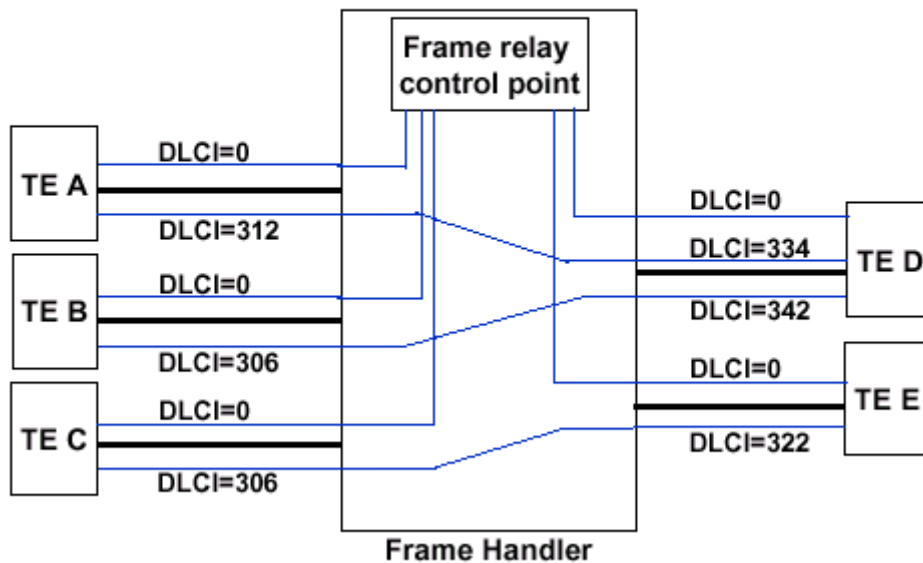 Frame relay
control point
DLCI=0
TE A
DLCI=312
DLCI=0
TE B
DLCI=306
DLCI=0
TE C
DLCI=306
DLCI=0
DLCI=334
TE D
DLCI=342
DLCI=0
TE E
DLCI=322
Frame Handler